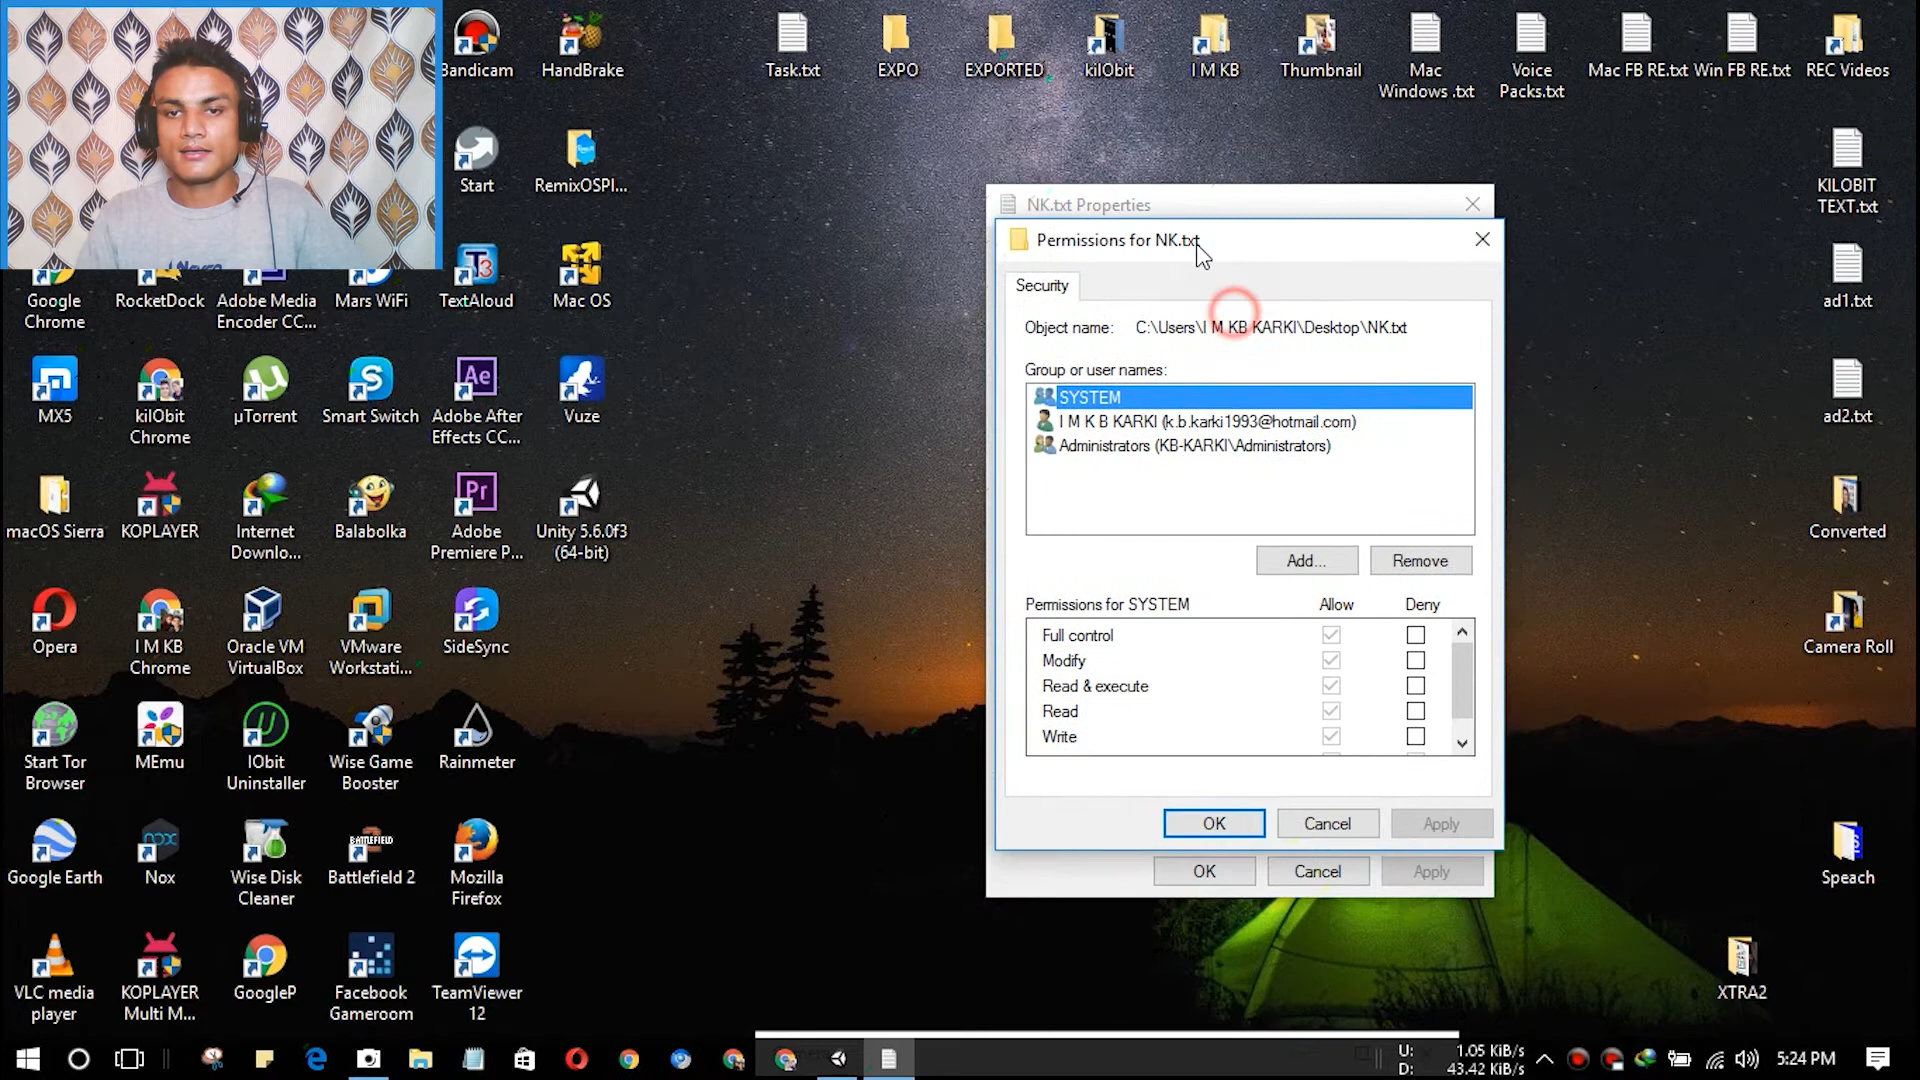 Bandicam
HandBrake
Task.txt
EXPO
EXPORTED
kilObit
I M KB
Thumbnail
Mac
Windows .txt
Voice
Packs.txt
Mac FB RE.txt
Win FB RE.txt
REC Videos
Start
RemixOSPl...
KILOBIT
TEXT.txt
NK.txt Properties
Permissions for NK.txt
Security
Object name: C:\Users\I M KB KARKI\Desktop\NK.txt
Group or user names:
SYSTEM
I M K B KARKI (k.b.karki1993@hotmail.com)
Administrators (KB-KARKI\Administrators)
Add...
Remove
Permissions for SYSTEM Allow Deny
Full control
Modify
Read & execute
Read
Write
OK
Cancel
Apply
OK
Cancel
Apply
Google
Chrome
RocketDock
Adobe Media
Encoder CC...
Mars WiFi
TextAloud
Mac OS
ad1.txt
MX5
kilObit
Chrome
µTorrent
Smart Switch
Ae
Adobe After
Effects CC...
Vuze
ad2.txt
macOS Sierra
KOPLAYER
Internet
Downlo...
Balabolka
Pr
Adobe
Premiere P...
Unity 5.6.0f3
(64-bit)
Converted
Opera
I M KB
Chrome
Oracle VM
VirtualBox
VMware
Workstati...
SideSync
Camera Roll
Start Tor
Browser
MEmu
IObit
Uninstaller
Wise Game
Booster
Rainmeter
Google Earth
nox
Nox
Wise Disk
Cleaner
BATTLEFIELD
Battlefield 2
Mozilla
Firefox
Speach
VLC media
player
KOPLAYER
Multi M...
GoogleP
Facebook
Gameroom
TeamViewer
12
XTRA2
U: 1.05 KiB/s
D: 43.42 KiB/s
5:24 PM